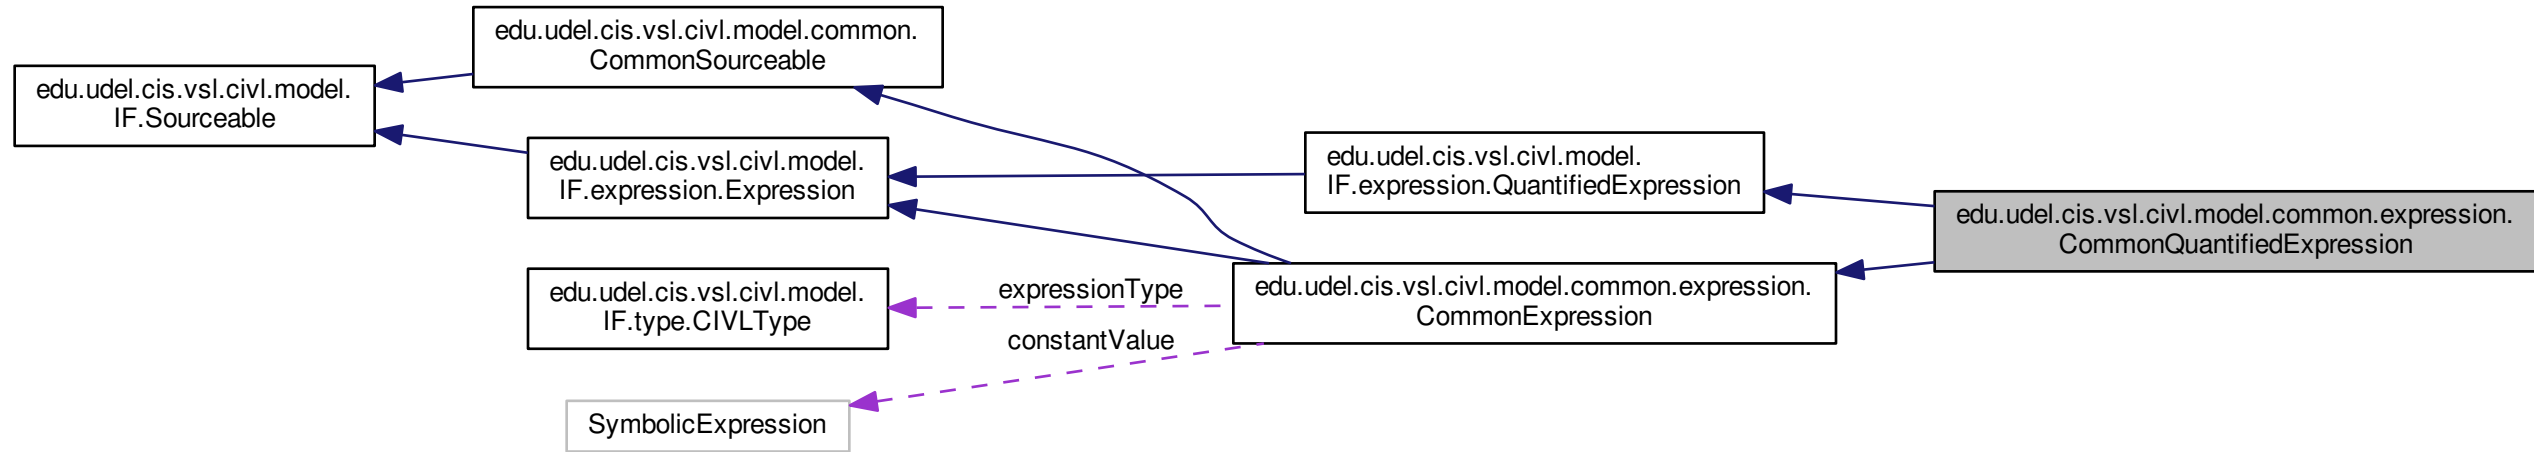 edu.udel.cis.vsl.civl.model.common.
CommonSourceable
edu.udel.cis.vsl.civl.model.
IF.Sourceable
edu.udel.cis.vsl.civl.model.
IF.expression.Expression
edu.udel.cis.vsl.civl.model.
IF.expression.QuantifiedExpression
edu.udel.cis.vsl.civl.model.common.expression.
CommonQuantifiedExpression
edu.udel.cis.vsl.civl.model.
IF.type.CIVLType
expressionType
edu.udel.cis.vsl.civl.model.common.expression.
CommonExpression
constantValue
SymbolicExpression